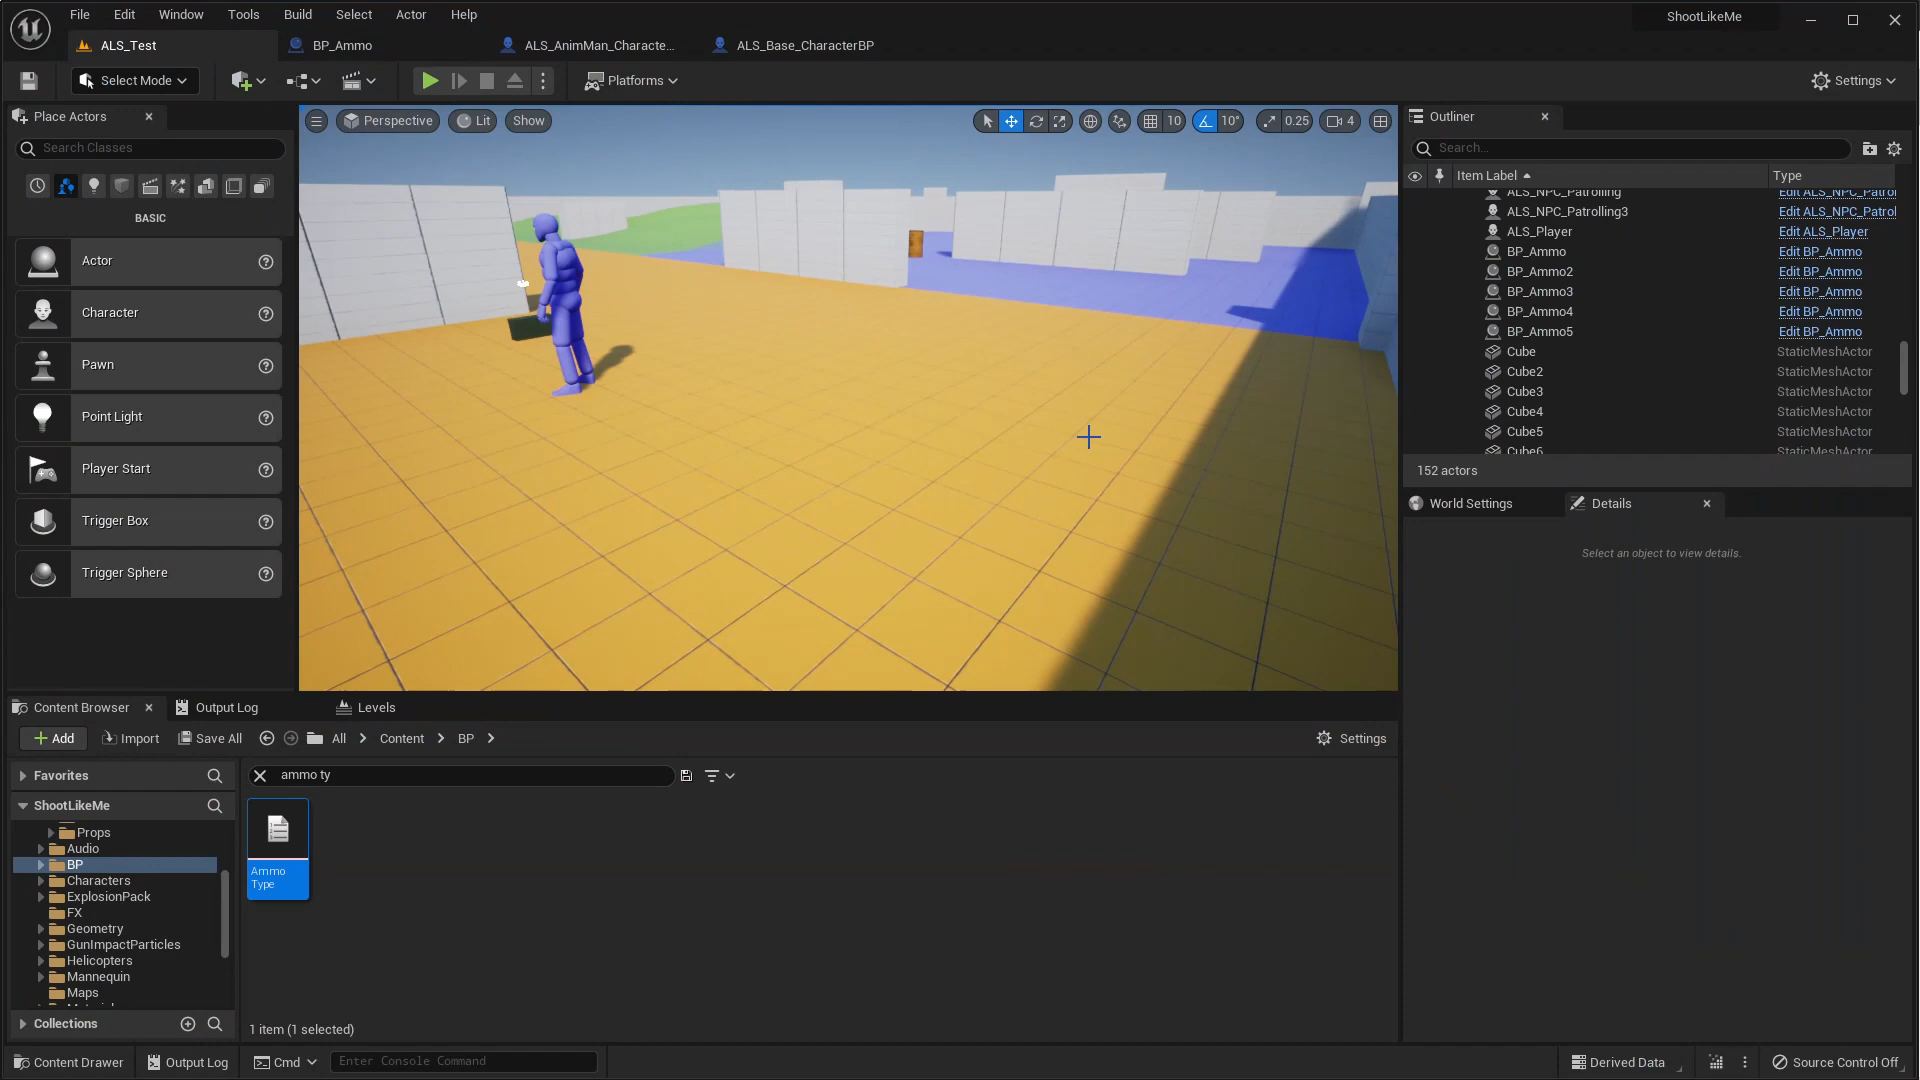 File Edit Window Tools Build Select Actor Help
ShootLikeMe
ALS_Test
BP_Ammo
ALS_AnimMan_Characte...
ALS_Base_CharacterBP
Select Mode
Platforms
Settings
Place Actors
Search Classes
BASIC
Actor
Character
Pawn
Point Light
Player Start
Trigger Box
Trigger Sphere
Perspective
Lit
Show
10
10°
0.25
4
Outliner
Search...
Item Label
Type
ALS_NPC_Patrolling Edit ALS_NPC_Patrol
ALS_NPC_Patrolling3 Edit ALS_NPC_Patrol
ALS_Player Edit ALS_Player
BP_Ammo Edit BP_Ammo
BP_Ammo2 Edit BP_Ammo
BP_Ammo3 Edit BP_Ammo
BP_Ammo4 Edit BP_Ammo
BP_Ammo5 Edit BP_Ammo
Cube StaticMeshActor
Cube2 StaticMeshActor
Cube3 StaticMeshActor
Cube4 StaticMeshActor
Cube5 StaticMeshActor
Cube6 StaticMeshActor
152 actors
World Settings
Details
Select an object to view details.
Content Browser
Output Log
Levels
Add
Import
Save All
All
Content
BP
Settings
Favorites
ammo ty
ShootLikeMe
Props
Audio
BP
Characters
ExplosionPack
FX
Geometry
GunImpactParticles
Helicopters
Mannequin
Maps
Collections
Ammo
Type
1 item (1 selected)
Content Drawer
Output Log
Cmd
Enter Console Command
Derived Data
Source Control Off